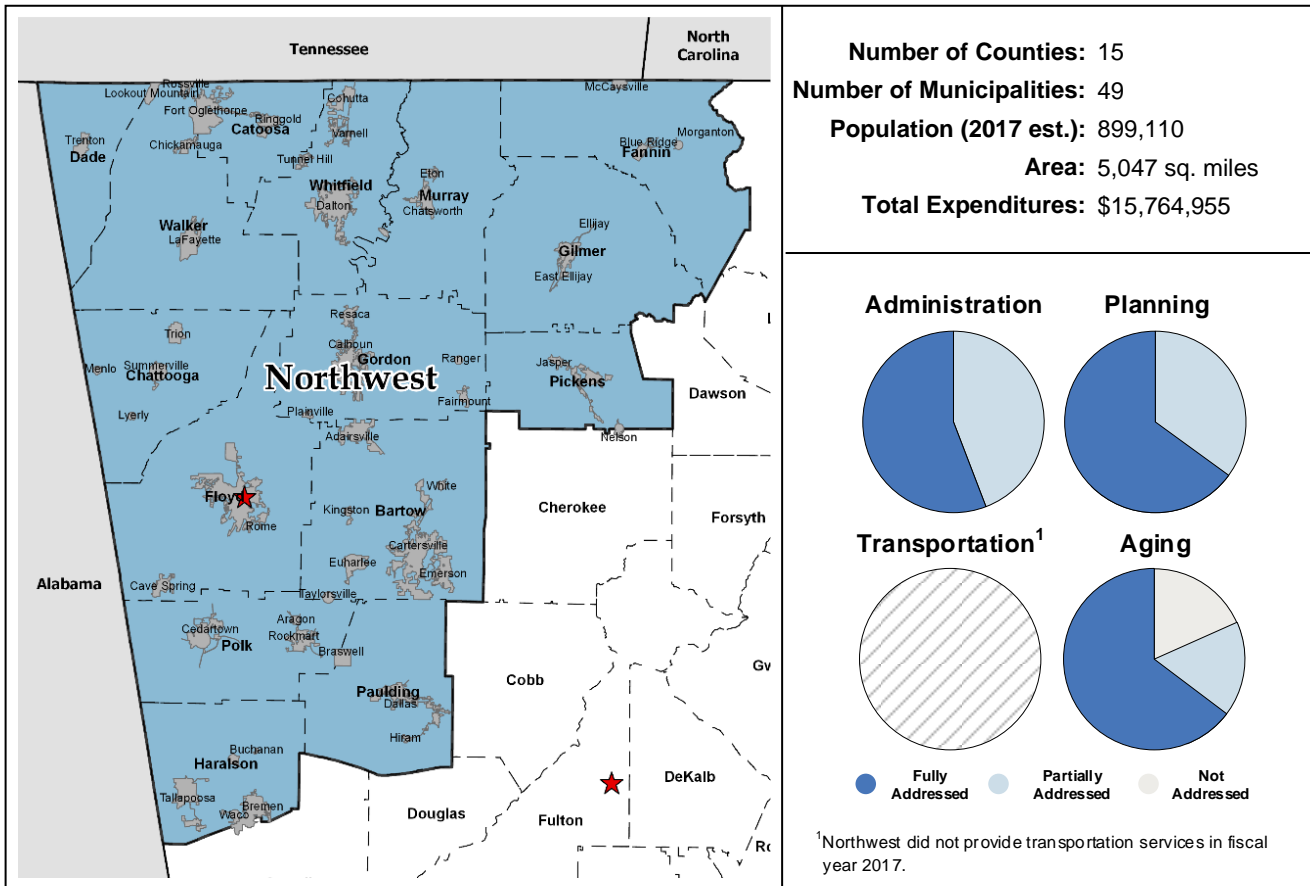 Tennessee
North
Carolina
Rossville
Lookout Mountain
Fort Oglethorpe
Ringgold
Catoosa
Chickamauga
Cohutta
Varnell
Tunnel Hill
McCaysville
Morganton
Blue Ridge
Fannin
Trenton
Dade
Whitfield
Dalton
Eton
Murray
Chatsworth
Walker
LaFayette
Ellijay
Gilmer
East Ellijay
Resaca
Trion
Calhoun
Gordon
Ranger
Menlo
Summerville
Chattooga
Northwest
Jasper
Pickens
Fairmount
Lyerly
Plainville
Nelson
Dawson
Adairsville
White
Floyd
Rome
Kingston
Bartow
Cherokee
Forsyth
Cartersville
Euharlee
Emerson
Alabama
Cave Spring
Taylorsville
Cedartown
Polk
Aragon
Rockmart
Braswell
Cobb
Gw
Paulding
Dallas
Hiram
Buchanan
Haralson
Tallapoosa
Bremen
Waco
Douglas
Fulton
DeKalb
Number of Counties: 15
Number of Municipalities: 49
Population (2017 est.): 899,110
Area: 5,047 sq. miles
Total Expenditures: $15,764,955
Administration
Planning
Transportation1
Aging
Fully
Addressed
Partially
Addressed
Not
Addressed
1Northwest did not provide transportation services in fiscal
year 2017.